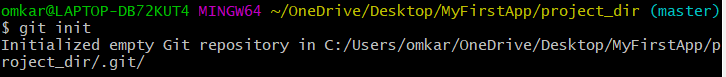 omkar@LAPTOP-DB72KUT4 MINGW64 ~/OneDrive/Desktop/MyFirstApp/project_dir (master)
$ git init
Initialized empty Git repository in C:/Users/omkar/OneDrive/Desktop/MyFirstApp/p
roject_dir/.git/